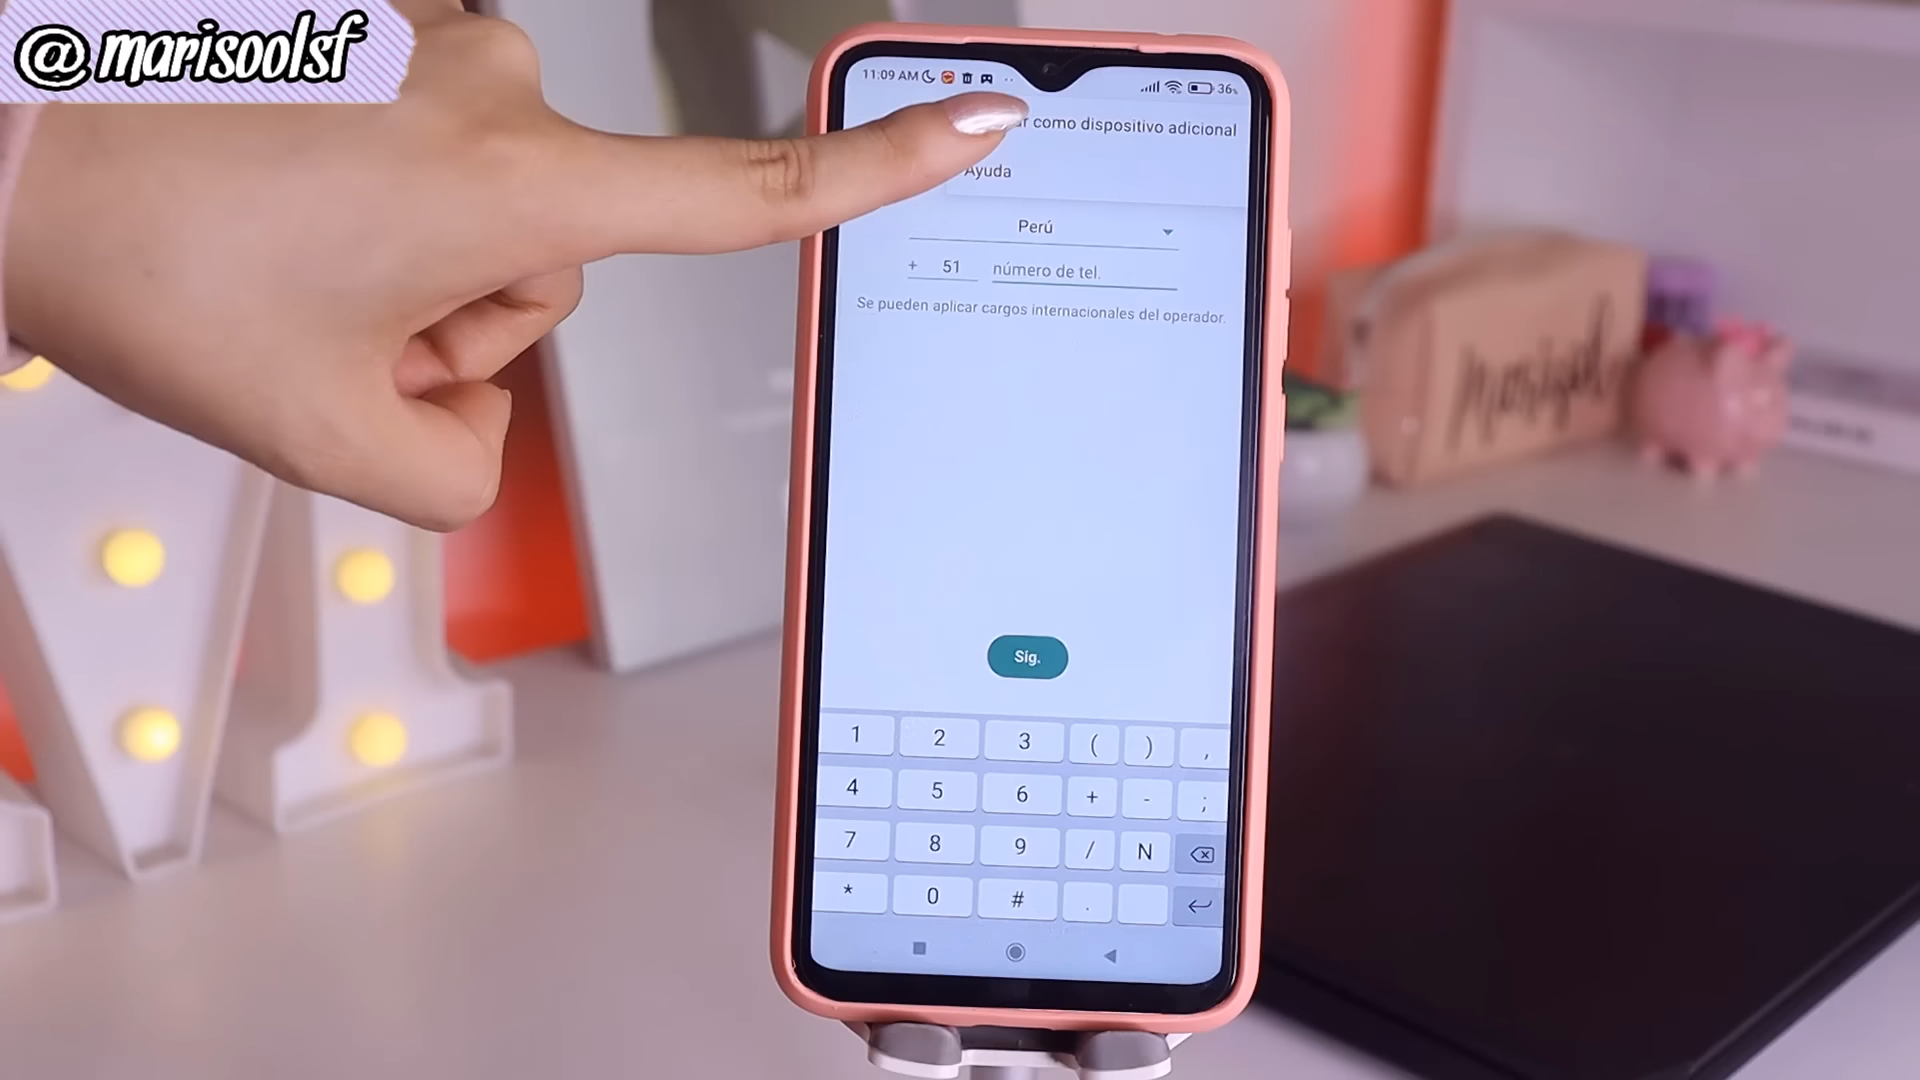 @marisoolsf
11:09 AM
36%
como dispositivo adicional
Ayuda
Perú
+ 51 número de tel.
Se pueden aplicar cargos internacionales del operador.
Sig.
1 2 3 ( ) ,
4 5 6 + - ;
7 8 9 / N
* 0 # .